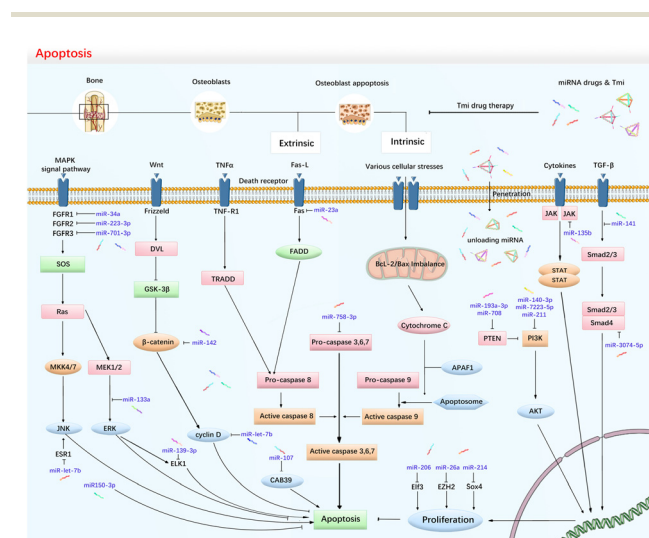 Apoptosis
Bone
Osteoblasts
Osteoblast appoptosis
miRNA drugs & Tmi
Tmi drug therapy
Extrinsic
Intrinsic
MAPK
signal pathway
Wnt
TNFα
Fas-L
Various cellular stresses
Cytokines
TGF-β
Death receptor
Penetration
FGFR1
miR-34a
FGFR2
miR-223-3p
FGFR3
miR-701-3p
Frizzeld
TNF-R1
Fas
miR-23a
JAK
JAK
miR-135b
miR-141
unloading miRNA
SOS
DVL
FADD
BcL-2/Bax Imbalance
Smad2/3
STAT
STAT
GSK-3β
TRADD
Ras
miR-758-3p
Cytochrome C
miR-193a-3p
miR-708
miR-140-3p
miR-7223-5p
miR-211
Smad2/3
Smad4
β-catenin
miR-142
Pro-caspase 3,6,7
PTEN
PI3K
miR-3074-5p
MKK4/7
MEK1/2
Pro-caspase 8
Pro-caspase 9
APAF1
miR-133a
Apoptosome
Active caspase 8
Active caspase 9
AKT
JNK
ERK
cyclin D
miR-let-7b
ESR1
miR-139-3p
miR-107
Active caspase 3,6,7
miR-let-7b
ELK1
miR-206
miR-26a
miR-214
miR150-3p
CAB39
Elf3
EZH2
Sox4
Apoptosis
Proliferation